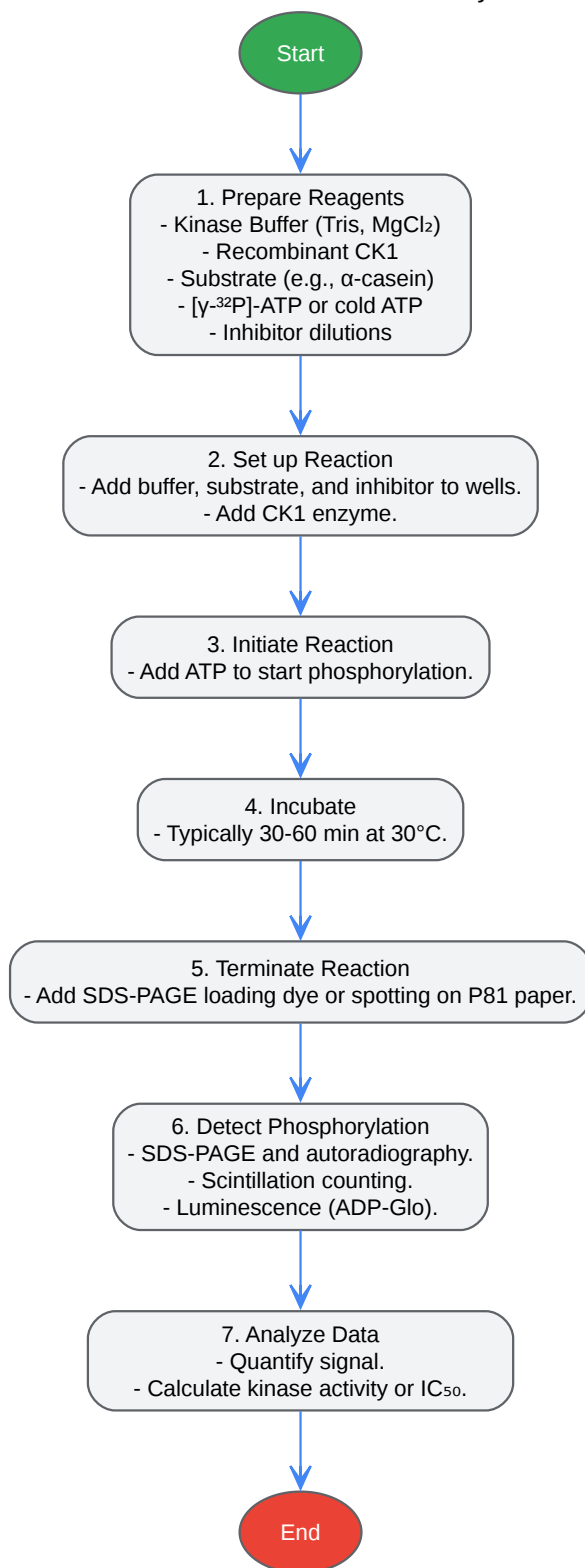 Start
1. Prepare Reagents
- Kinase Buffer (Tris, MgCl₂)
- Recombinant CK1
- Substrate (e.g., α-casein)
- [γ-³²P]-ATP or cold ATP
- Inhibitor dilutions
2. Set up Reaction
- Add buffer, substrate, and inhibitor to wells.
- Add CK1 enzyme.
3. Initiate Reaction
- Add ATP to start phosphorylation.
4. Incubate
- Typically 30-60 min at 30°C.
5. Terminate Reaction
- Add SDS-PAGE loading dye or spotting on P81 paper.
6. Detect Phosphorylation
- SDS-PAGE and autoradiography.
- Scintillation counting.
- Luminescence (ADP-Glo).
7. Analyze Data
- Quantify signal.
- Calculate kinase activity or IC₅₀.
End